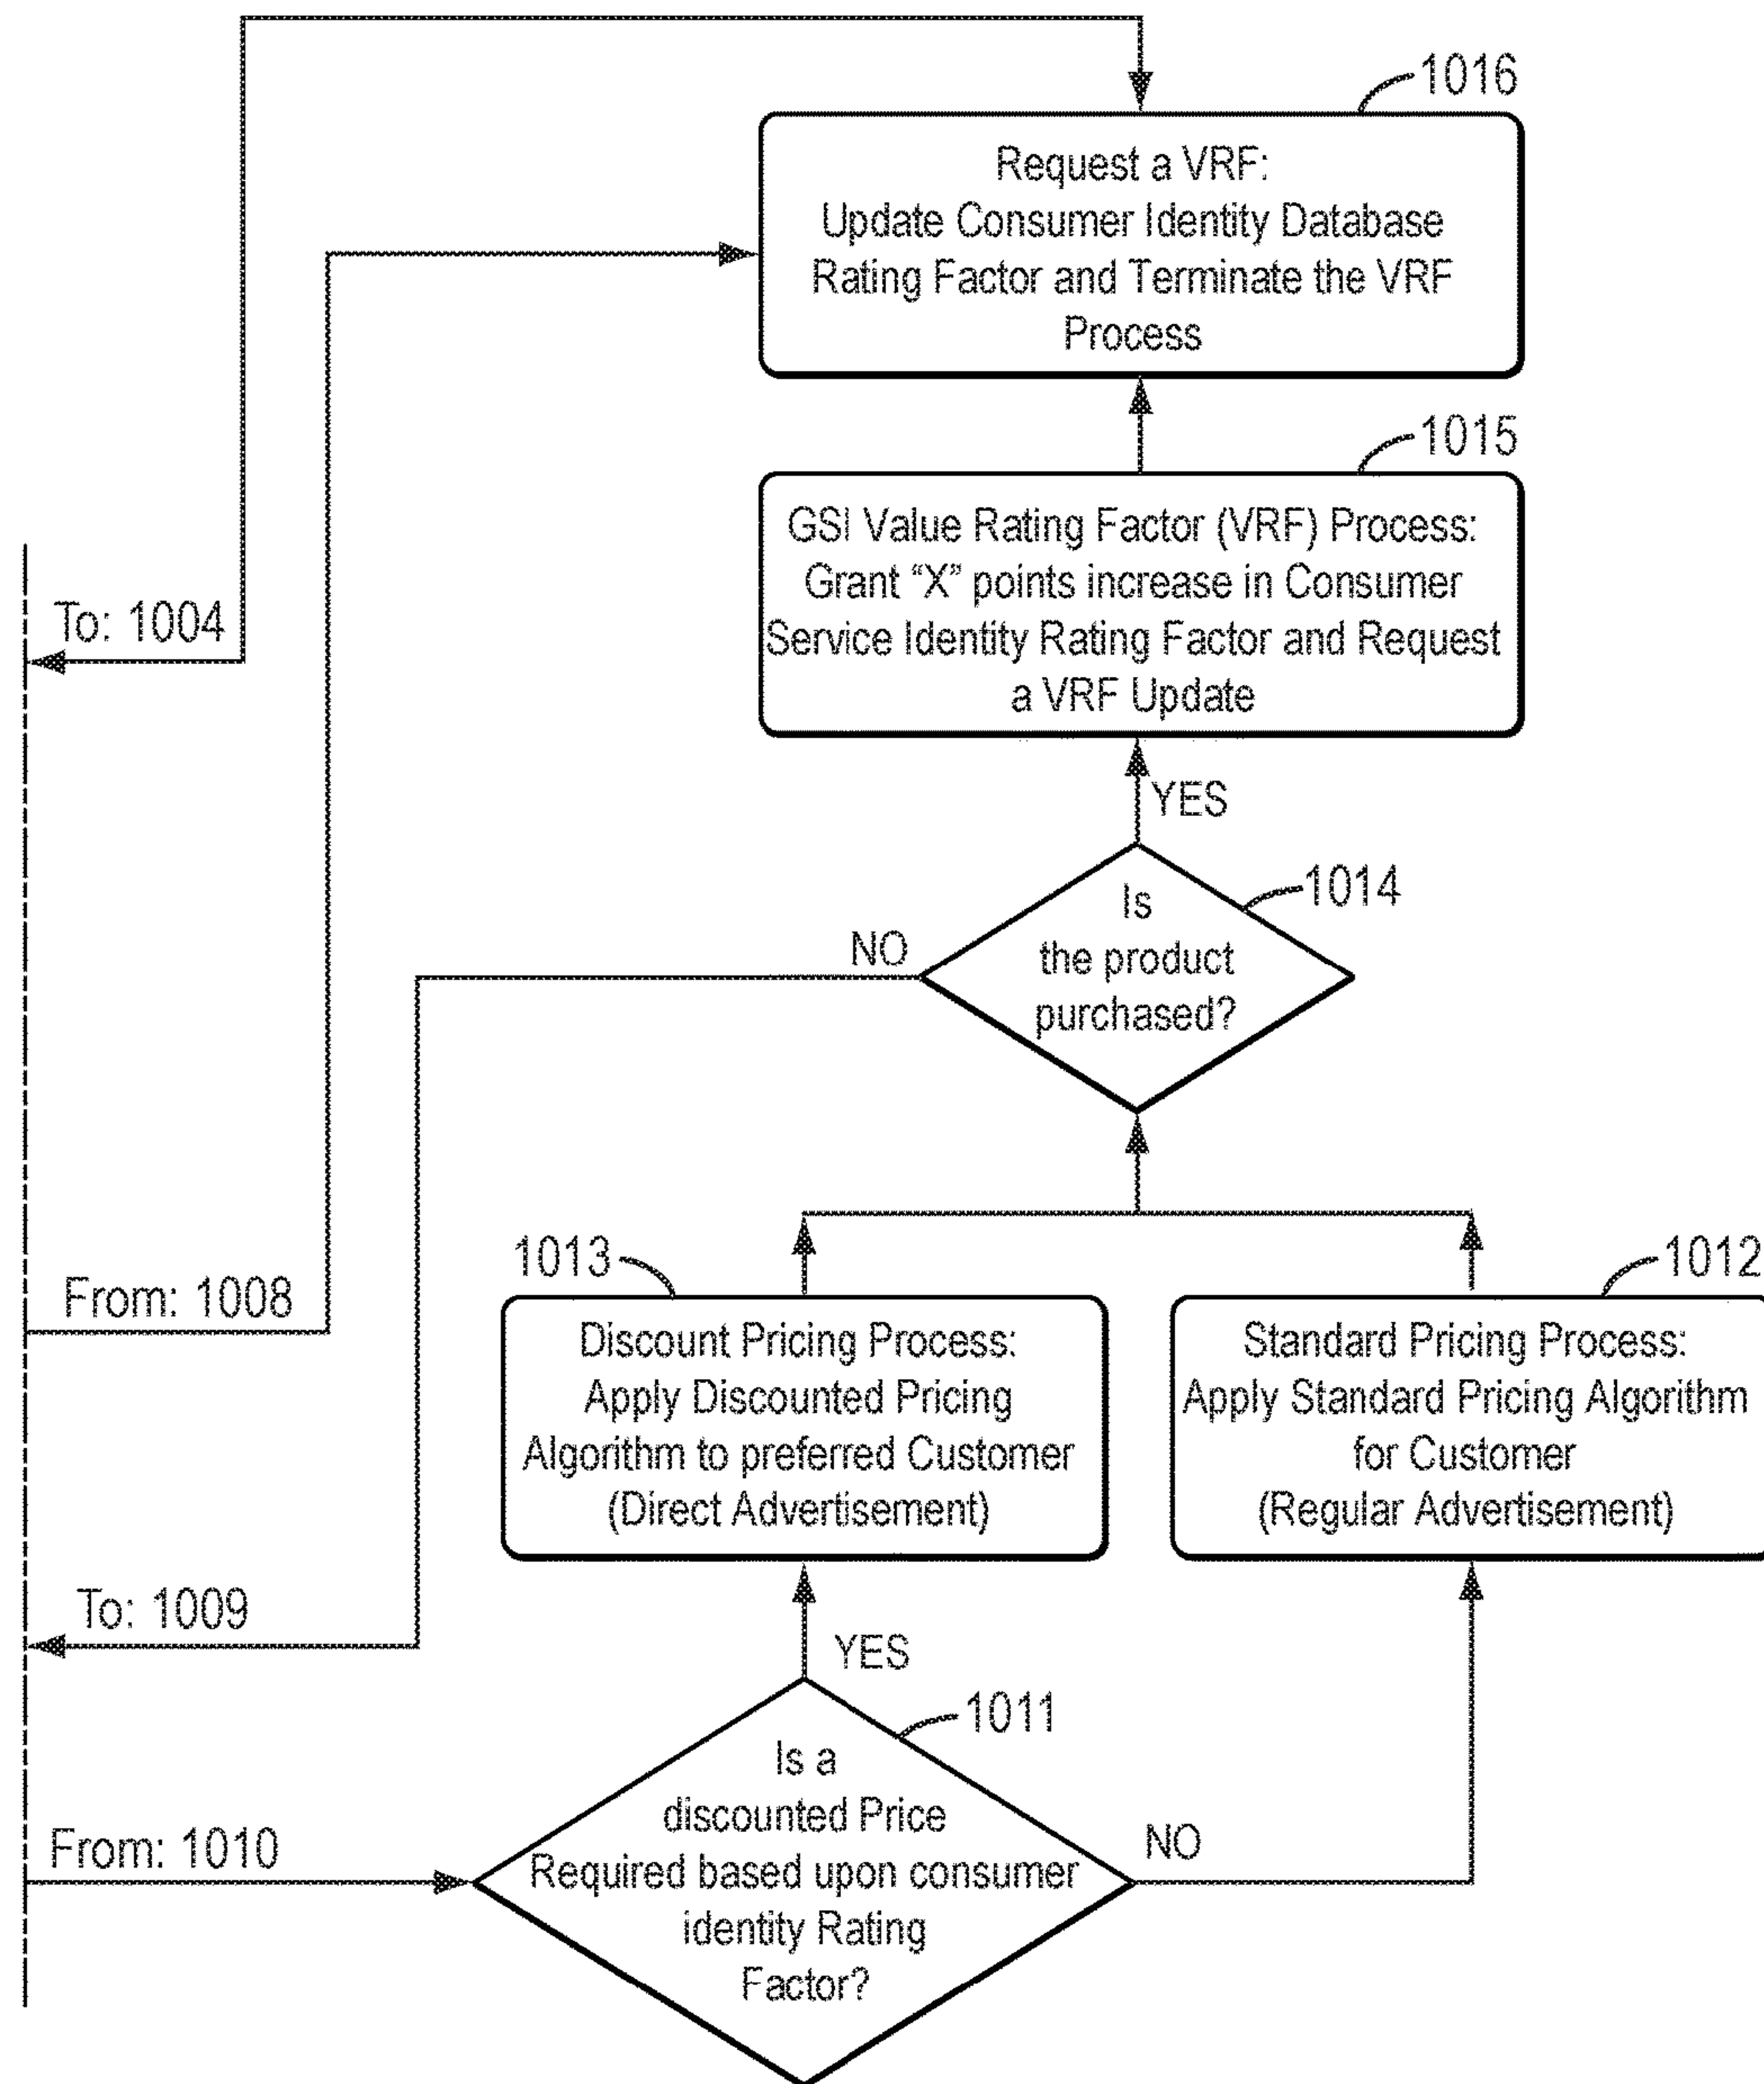 1016
Request a VRF:
Update Consumer Identity Database
Rating Factor and Terminate the VRF
Process
1015
GSI Value Rating Factor (VRF) Process:
Grant “X” points increase in Consumer
Service Identity Rating Factor and Request
a VRF Update
To: 1004
YES
1014
Is
the product
purchased?
NO
1013
1012
From: 1008
Discount Pricing Process:
Apply Discounted Pricing
Algorithm to preferred Customer
(Direct Advertisement)
Standard Pricing Process:
Apply Standard Pricing Algorithm
for Customer
(Regular Advertisement)
To: 1009
YES
1011
Is a
discounted Price
Required based upon consumer
identity Rating
Factor?
From: 1010
NO